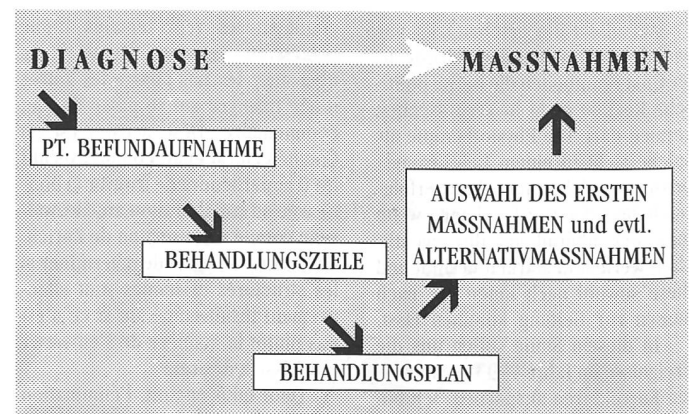 DIAGNOSE
MASSNAHMEN
PT. BEFUNDAUFNAHME
BEHANDLUNGSZIELE
BEHANDLUNGSPLAN
AUSWAHL DES ERSTEN
MASSNAHMEN und evtl.
ALTERNATIVMASSNAHMEN